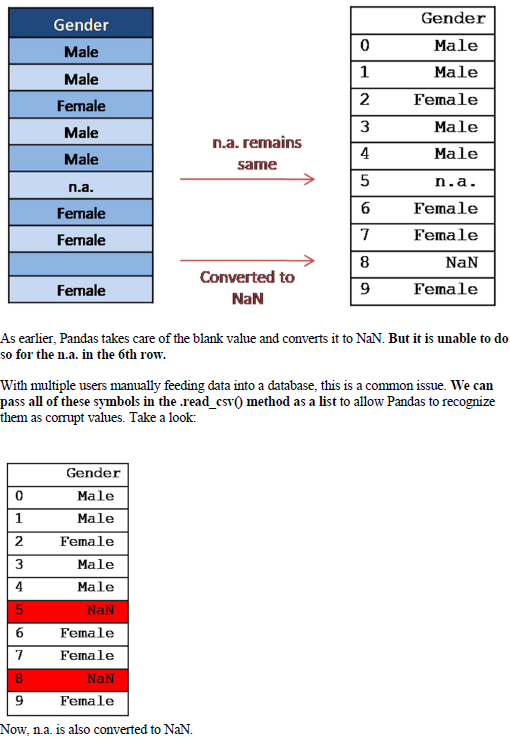 Gender
Male
Male
Female
Male
Male
n.a.
Female
Female
Female
n.a. remains
same
Converted to
NaN
Gender
0 Male
1 Male
2 Female
3 Male
4 Male
5 n.a.
6 Female
7 Female
8 NaN
9 Female
As earlier, Pandas takes care of the blank value and converts it to NaN. But it is unable to do
so for the n.a. in the 6th row.
With multiple users manually feeding data into a database, this is a common issue. We can
pass all of these symbols in the .read_csv() method as a list to allow Pandas to recognize
them as corrupt values. Take a look:
Gender
0 Male
1 Male
2 Female
3 Male
4 Male
5 NaN
6 Female
7 Female
8 NaN
9 Female
Now, n.a. is also converted to NaN.